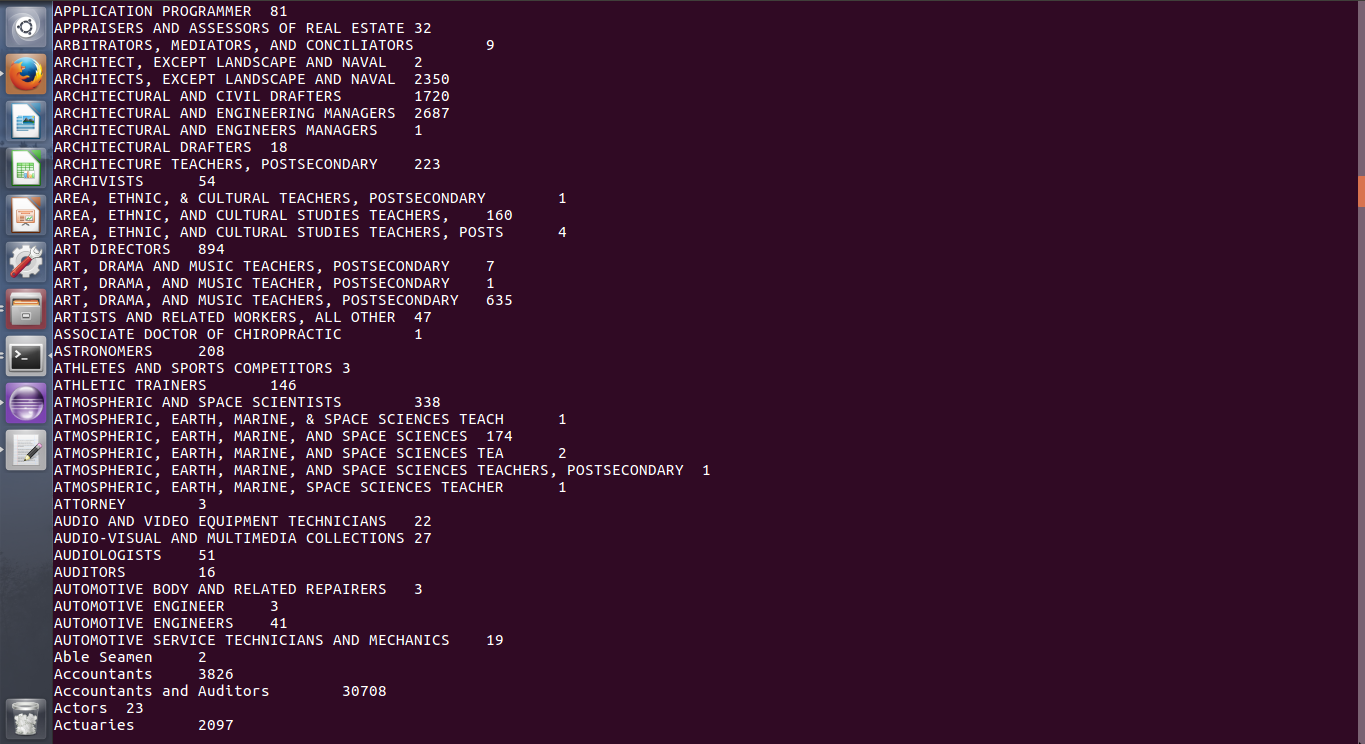 APPLICATION PROGRAMMER 81
APPRAISERS AND ASSESSORS OF REAL ESTATE 32
ARBITRATORS, MEDIATORS, AND CONCILIATORS 9
ARCHITECT, EXCEPT LANDSCAPE AND NAVAL 2
ARCHITECTS, EXCEPT LANDSCAPE AND NAVAL 2350
ARCHITECTURAL AND CIVIL DRAFTERS 1720
ARCHITECTURAL AND ENGINEERING MANAGERS 2687
ARCHITECTURAL AND ENGINEERS MANAGERS 1
ARCHITECTURAL DRAFTERS 18
ARCHITECTURE TEACHERS, POSTSECONDARY 223
ARCHIVISTS 54
AREA, ETHNIC, & CULTURAL TEACHERS, POSTSECONDARY 1
AREA, ETHNIC, AND CULTURAL STUDIES TEACHERS, 160
AREA, ETHNIC, AND CULTURAL STUDIES TEACHERS, POSTS 4
ART DIRECTORS 894
ART, DRAMA AND MUSIC TEACHERS, POSTSECONDARY 7
ART, DRAMA, AND MUSIC TEACHER, POSTSECONDARY 1
ART, DRAMA, AND MUSIC TEACHERS, POSTSECONDARY 635
ARTISTS AND RELATED WORKERS, ALL OTHER 47
ASSOCIATE DOCTOR OF CHIROPRACTIC 1
ASTRONOMERS 208
ATHLETES AND SPORTS COMPETITORS 3
ATHLETIC TRAINERS 146
ATMOSPHERIC AND SPACE SCIENTISTS 338
ATMOSPHERIC, EARTH, MARINE, & SPACE SCIENCES TEACH 1
ATMOSPHERIC, EARTH, MARINE, AND SPACE SCIENCES 174
ATMOSPHERIC, EARTH, MARINE, AND SPACE SCIENCES TEA 2
ATMOSPHERIC, EARTH, MARINE, AND SPACE SCIENCES TEACHERS, POSTSECONDARY 1
ATMOSPHERIC, EARTH, MARINE, SPACE SCIENCES TEACHER 1
ATTORNEY 3
AUDIO AND VIDEO EQUIPMENT TECHNICIANS 22
AUDIO-VISUAL AND MULTIMEDIA COLLECTIONS 27
AUDIOLOGISTS 51
AUDITORS 16
AUTOMOTIVE BODY AND RELATED REPAIRERS 3
AUTOMOTIVE ENGINEER 3
AUTOMOTIVE ENGINEERS 41
AUTOMOTIVE SERVICE TECHNICIANS AND MECHANICS 19
Able Seamen 2
Accountants 3826
Accountants and Auditors 30708
Actors 23
Actuaries 2097